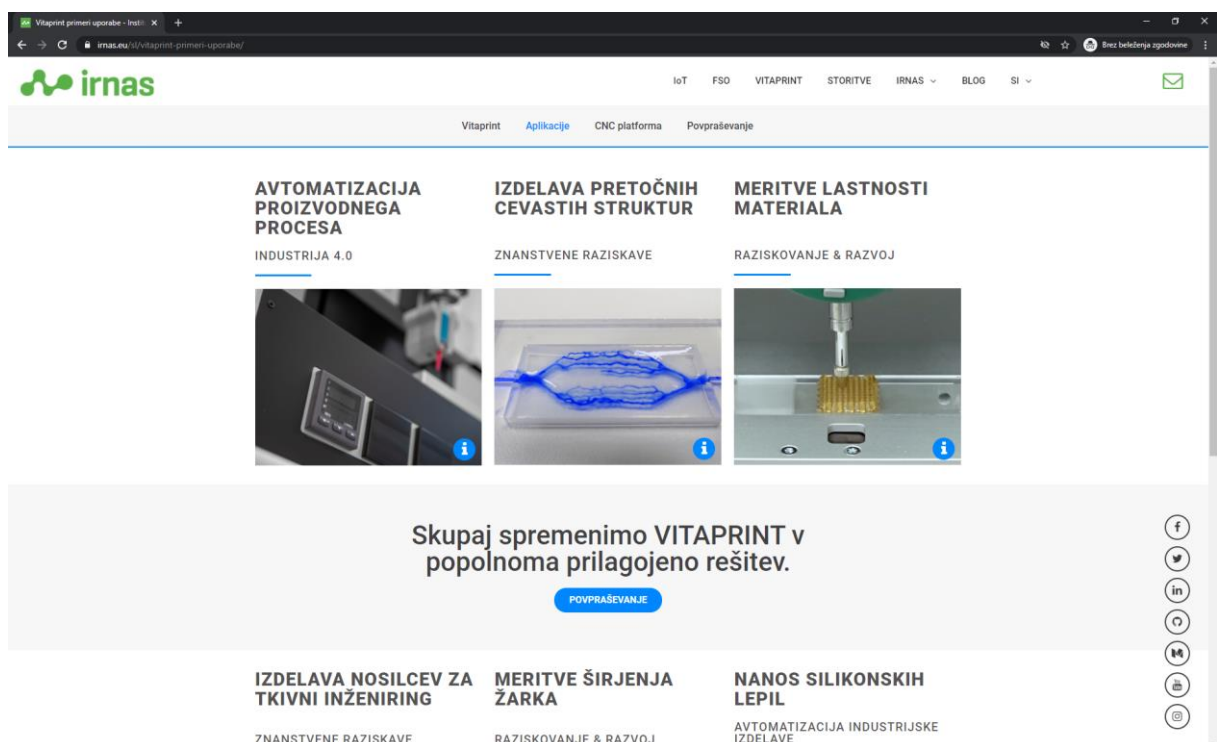 Vitaprint primeri uporabe - Insti
irnas.eu/sl/vitaprint-primeri-uporabe/
Brez beleženja zgodovine
irnas
IoT FSO VITAPRINT STORITVE IRNAS BLOG SI
Vitaprint Aplikacije CNC platforma Povpraševanje
AVTOMATIZACIJA
PROIZVODNEGA
PROCESA
INDUSTRIJA 4.0
IZDELAVA PRETOČNIH
CEVASTIH STRUKTUR
ZNANSTVENE RAZISKAVE
MERITVE LASTNOSTI
MATERIALA
RAZISKOVANJE & RAZVOJ
Skupaj spremenimo VITAPRINT v
popolnoma prilagojeno rešitev.
POVPRAŠEVANJE
IZDELAVA NOSILCEV ZA
TKIVNI INŽENIRING
ZNANSTVENE RAZISKAVE
MERITVE ŠIRJENJA
ŽARKA
RAZISKOVANJE & RAZVOJ
NANOS SILIKONSKIH
LEPIL
AVTOMATIZACIJA INDUSTRIJSKE
IZDELAVE